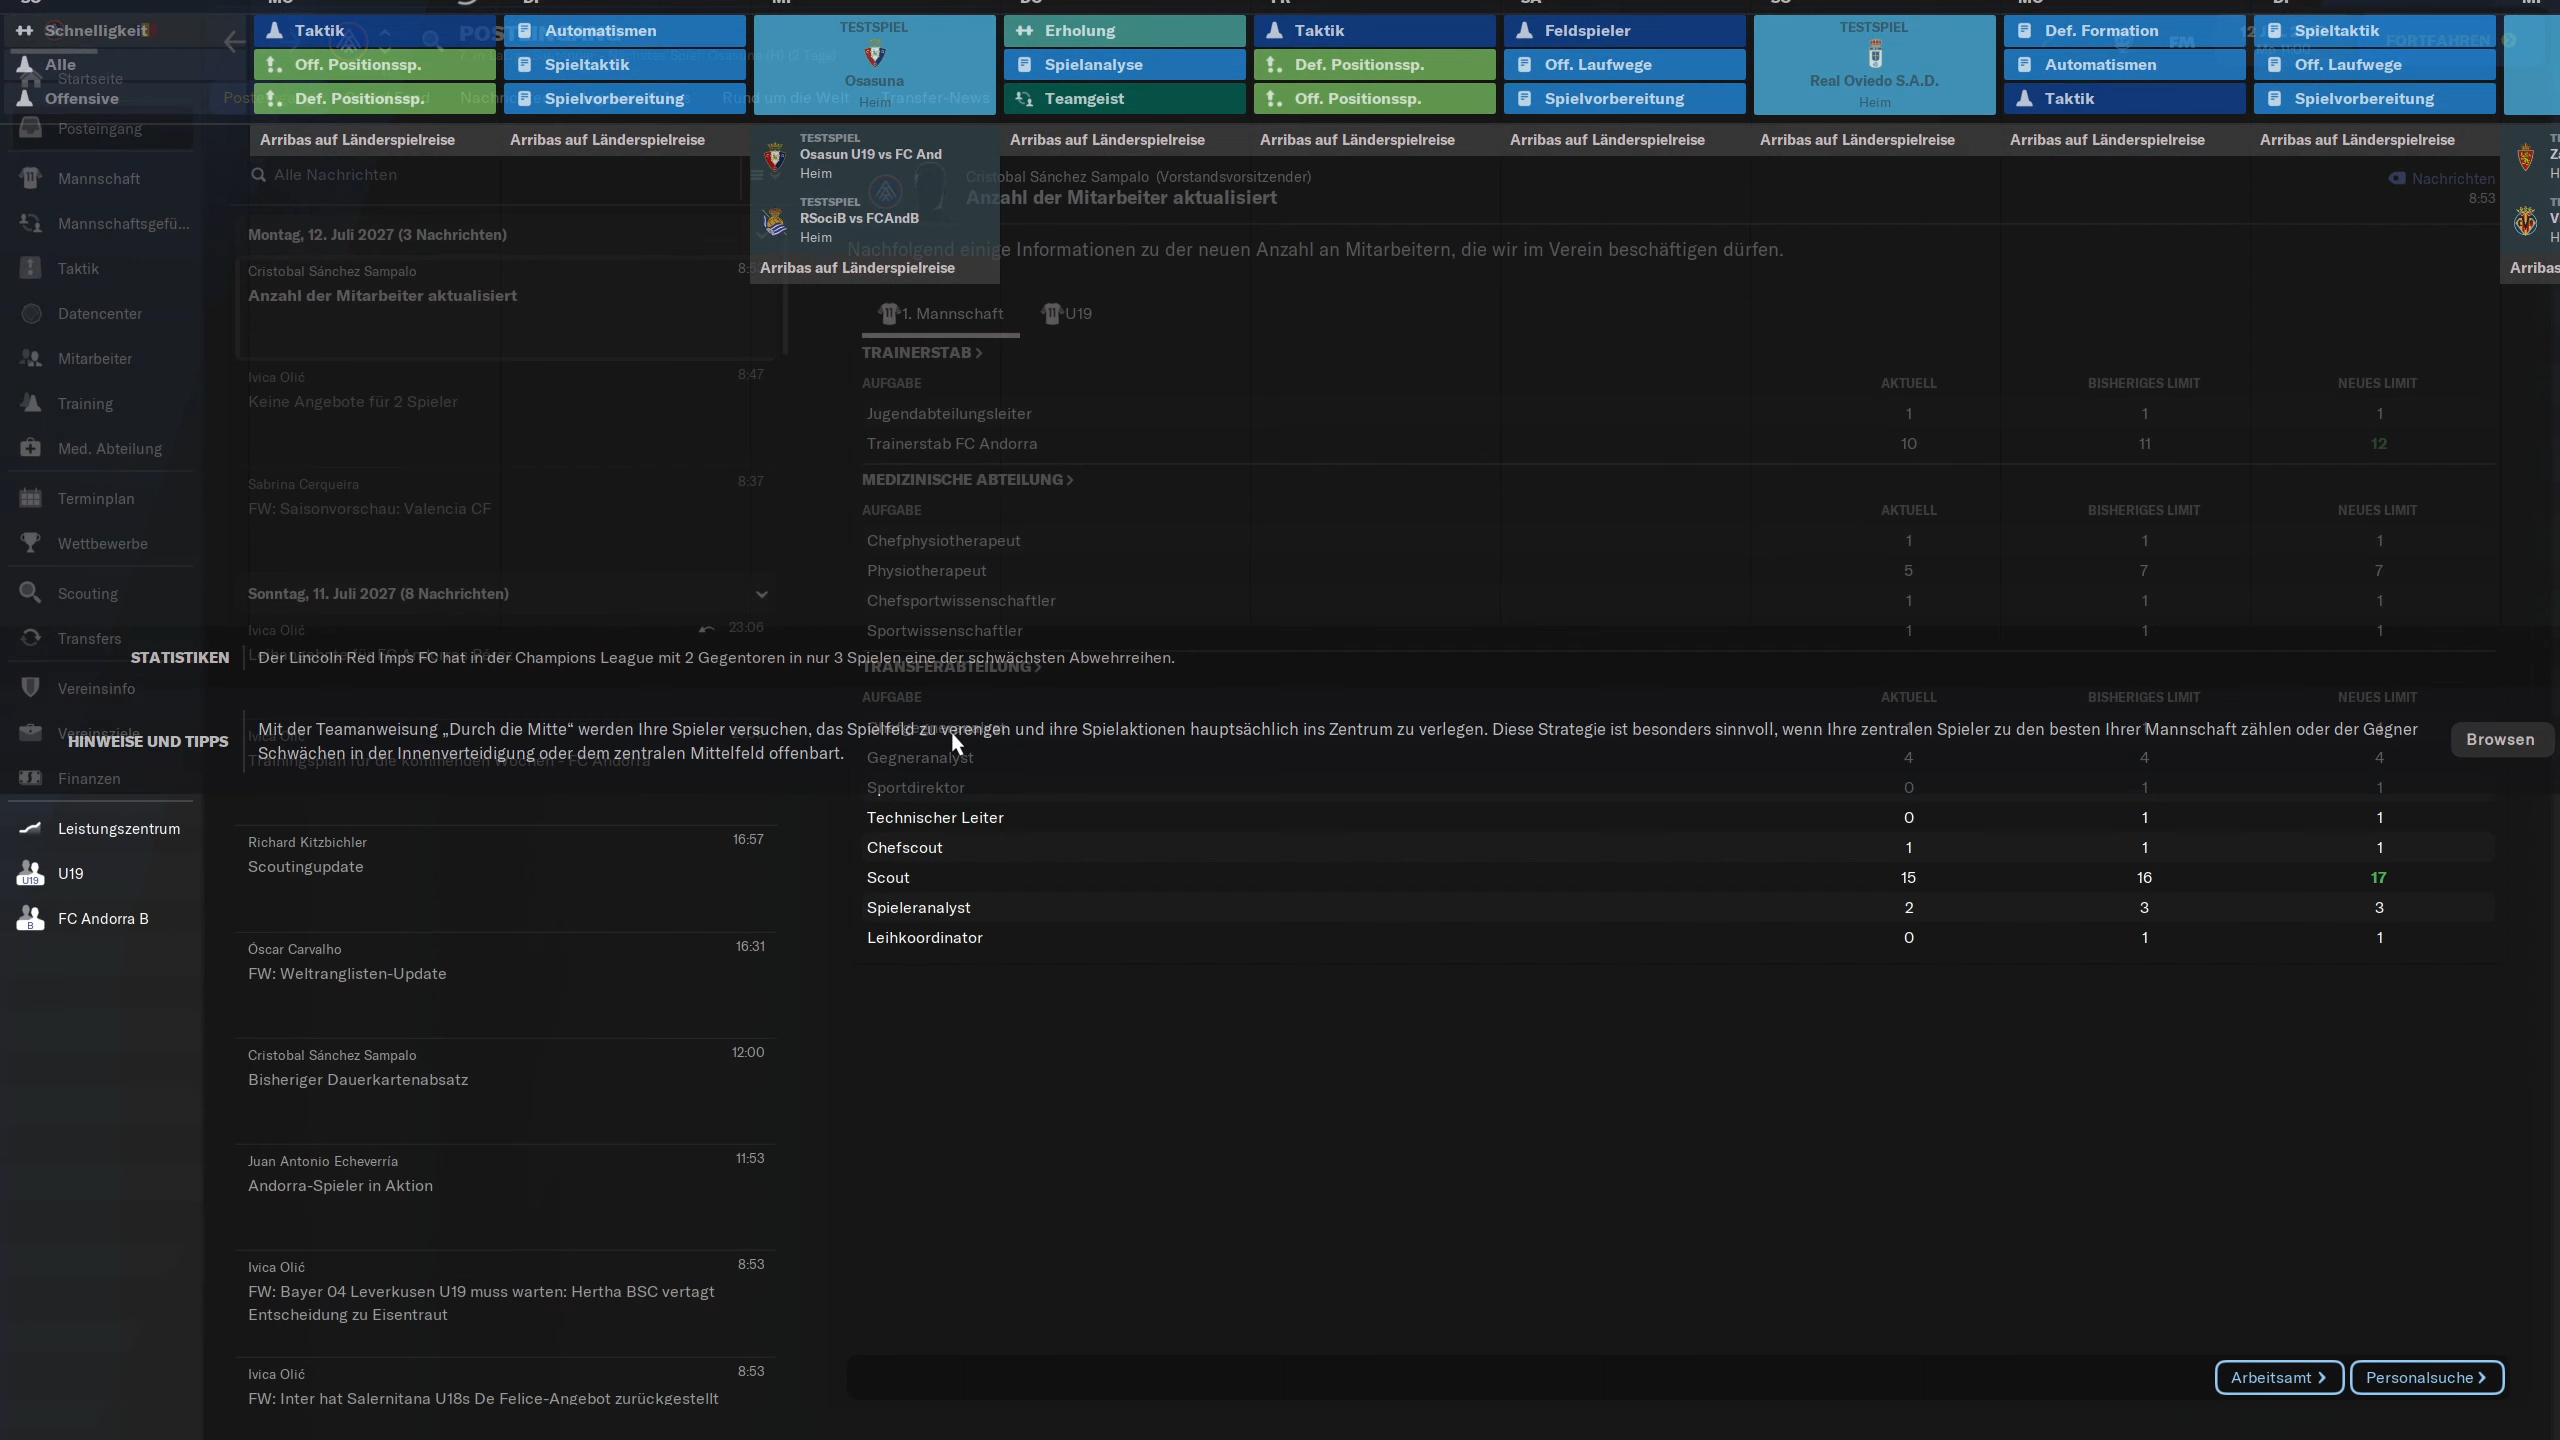 Schnelligkeit
Alle
Offensive
Taktik
Off. Positionssp.
Def. Positionssp.
Automatismen
Spieltaktik
Spielvorbereitung
TESTSPIEL
Osasuna
Heim
Erholung
Spielanalyse
Teamgeist
Taktik
Def. Positionssp.
Off. Positionssp.
Feldspieler
Off. Laufwege
Spielvorbereitung
TESTSPIEL
Real Oviedo S.A.D.
Heim
Def. Formation
Automatismen
Taktik
Spieltaktik
Off. Laufwege
Spielvorbereitung
FORTFAHREN
Arribas auf Länderspielreise
Arribas auf Länderspielreise
TESTSPIEL
Osasun U19 vs FC And
Heim
TESTSPIEL
RSociB vs FCAndB
Heim
Arribas auf Länderspielreise
Arribas auf Länderspielreise
Arribas auf Länderspielreise
Arribas auf Länderspielreise
Arribas auf Länderspielreise
Arribas auf Länderspielreise
Arribas auf Länderspielreise
Arribas
Startseite
Posteingang
Mannschaft
Mannschaftsgefü...
Taktik
Datencenter
Mitarbeiter
Training
Med. Abteilung
Terminplan
Wettbewerbe
Scouting
Transfers
Vereinsinfo
Vereinsziele
Finanzen
Leistungszentrum
U19
FC Andorra B
Alle Nachrichten
Montag, 12. Juli 2027 (3 Nachrichten)
Cristobal Sánchez Sampalo
Anzahl der Mitarbeiter aktualisiert
Ivica Olić 8:47
Keine Angebote für 2 Spieler
Sabrina Cerqueira 8:37
FW: Saisonvorschau: Valencia CF
Sonntag, 11. Juli 2027 (8 Nachrichten)
Ivica Olić 23:06
STATISTIKEN
Der Lincoln Red Imps FC hat in der Champions League mit 2 Gegentoren in nur 3 Spielen eine der schwächsten Abwehrreihen.
HINWEISE UND TIPPS
Mit der Teamanweisung „Durch die Mitte“ werden Ihre Spieler versuchen, das Spielfeld zu verengen und ihre Spielaktionen hauptsächlich ins Zentrum zu verlegen. Diese Strategie ist besonders sinnvoll, wenn Ihre zentralen Spieler zu den besten Ihrer Mannschaft zählen oder der Gegner
Schwächen in der Innenverteidigung oder dem zentralen Mittelfeld offenbart.
Browsen
Trainingsplan für die kommenden Wochen - FC Andorra
Richard Kitzbichler 16:57
Scoutingupdate
Óscar Carvalho 16:31
FW: Weltranglisten-Update
Cristobal Sánchez Sampalo 12:00
Bisheriger Dauerkartenabsatz
Juan Antonio Echeverría 11:53
Andorra-Spieler in Aktion
Ivica Olić 8:53
FW: Bayer 04 Leverkusen U19 muss warten: Hertha BSC vertagt
Entscheidung zu Eisentraut
Ivica Olić 8:53
FW: Inter hat Salernitana U18s De Felice-Angebot zurückgestellt
Cristobal Sánchez Sampalo (Vorstandsvorsitzender)
Anzahl der Mitarbeiter aktualisiert
Nachrichten
8:53
Nachfolgend einige Informationen zu der neuen Anzahl an Mitarbeitern, die wir im Verein beschäftigen dürfen.
1. Mannschaft U19
TRAINERSTAB
AUFGABE AKTUELL BISHERIGES LIMIT NEUES LIMIT
Jugendabteilungsleiter 1 1 1
Trainerstab FC Andorra 10 11 12
MEDIZINISCHE ABTEILUNG
AUFGABE AKTUELL BISHERIGES LIMIT NEUES LIMIT
Chefphysiotherapeut 1 1 1
Physiotherapeut 5 7 7
Chefsportwissenschaftler 1 1 1
Sportwissenschaftler 1 1 1
TRANSFERABTEILUNG
AUFGABE AKTUELL BISHERIGES LIMIT NEUES LIMIT
Gegneranalyst 4 4 4
Sportdirektor 0 1 1
Technischer Leiter 0 1 1
Chefscout 1 1 1
Scout 15 16 17
Spieleranalyst 2 3 3
Leihkoordinator 0 1 1
Arbeitsamt
Personalsuche